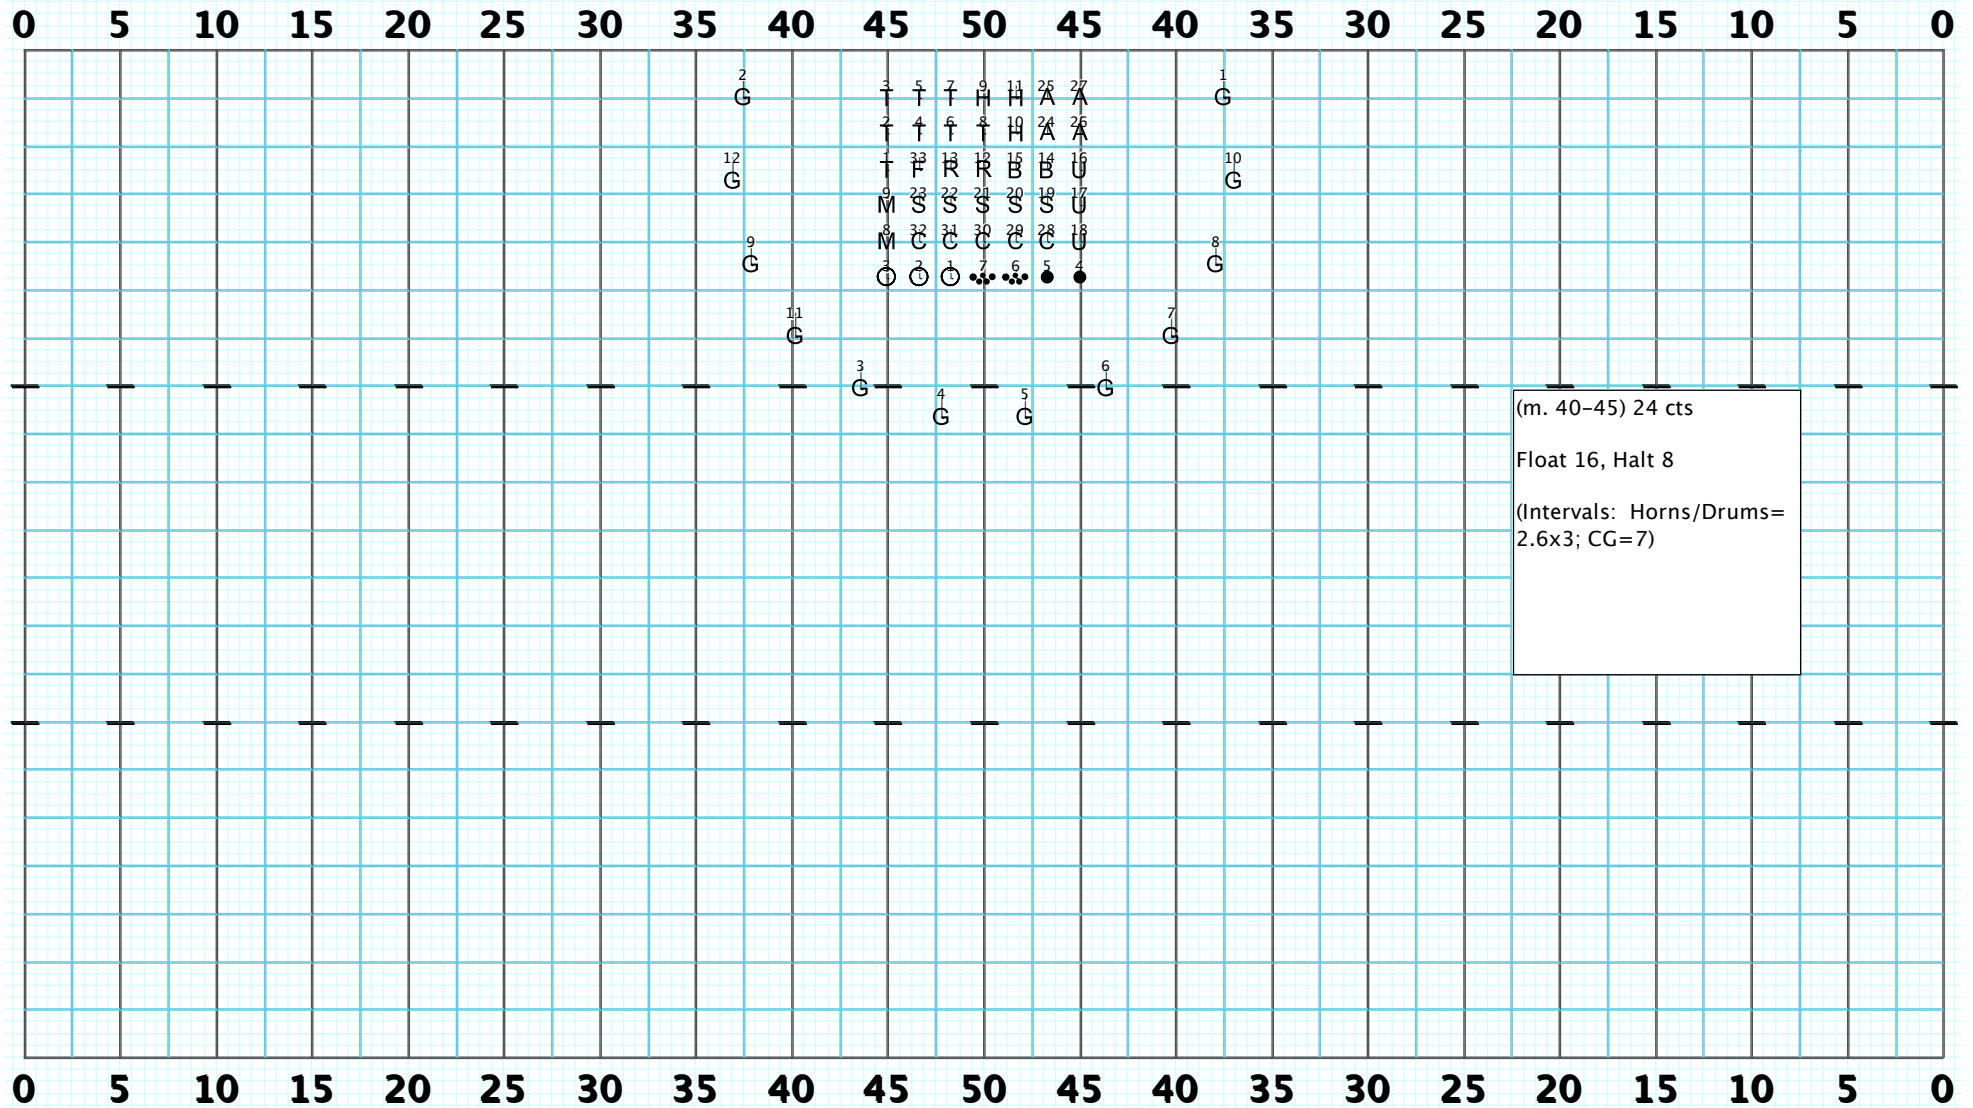 0 5 10 15 20 25 30 35 40 45 50 45 40 35 30 25 20 15 10 5 0
2 3 5 7 9 11 25 27 1
G T T T H H A A G
2 4 6 8 10 24 26
T T T T H A A
12 1 33 13 12 15 14 16 10
G T F R R B B U G
9 23 22 21 20 19 17
M S S S S S U
9 8 32 31 30 29 28 18 8
G M C C C C C U G
3 2 1 7 6 5 4
11 7
G G
3 6
G G
4 5
G G
(m. 40-45) 24 cts
Float 16, Halt 8
(Intervals: Horns/Drums=
2.6x3; CG=7)
0 5 10 15 20 25 30 35 40 45 50 45 40 35 30 25 20 15 10 5 0